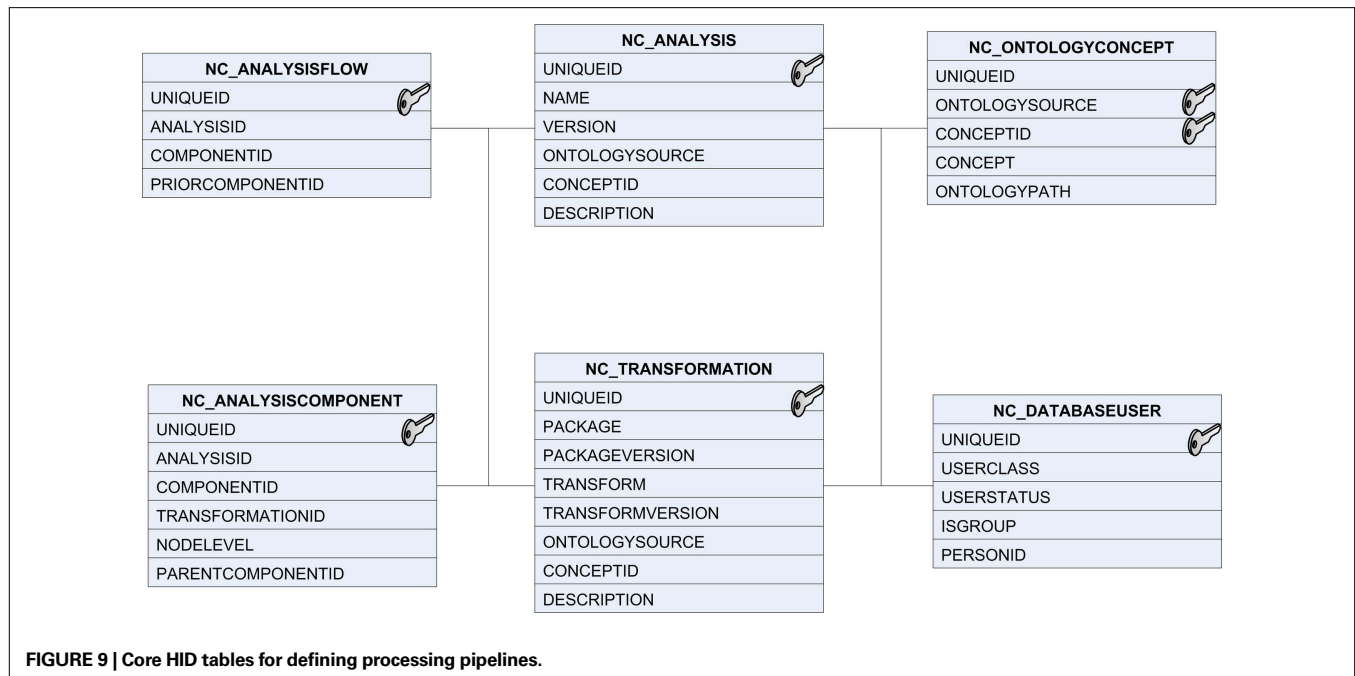 NC_ANALYSISFLOW
UNIQUEID
ANALYSISID
COMPONENTID
PRIORCOMPONENTID
NC_ANALYSIS
UNIQUEID
NAME
VERSION
ONTOLOGYSOURCE
CONCEPTID
DESCRIPTION
NC_ONTOLOGYCONCEPT
UNIQUEID
ONTOLOGYSOURCE
CONCEPTID
CONCEPT
ONTOLOGYPATH
NC_ANALYSISCOMPONENT
UNIQUEID
ANALYSISID
COMPONENTID
TRANSFORMATIONID
NODELEVEL
PARENTCOMPONENTID
NC_TRANSFORMATION
UNIQUEID
PACKAGE
PACKAGEVERSION
TRANSFORM
TRANSFORMVERSION
ONTOLOGYSOURCE
CONCEPTID
DESCRIPTION
NC_DATABASEUSER
UNIQUEID
USERCLASS
USERSTATUS
ISGROUP
PERSONID
FIGURE 9 | Core HID tables for defining processing pipelines.